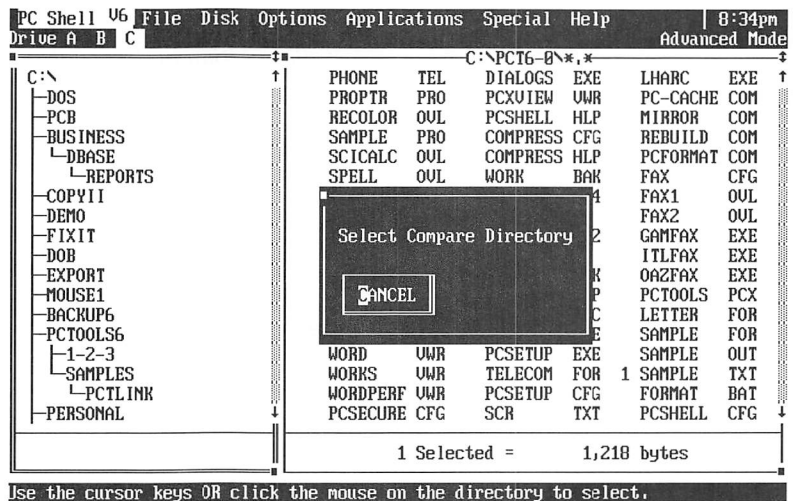 PC Shell V6 File Disk Options Applications Special Help 8:34pm
Drive A B C Advanced Mode
C:\PCT6-0\*.*
C:\
DOS
PCB
BUSINESS
DBASE
REPORTS
COPYII
DEMO
FIXIT
DOB
EXPORT
MOUSE1
BACKUP6
PCTOOLS6
1-2-3
SAMPLES
PCTLINK
PERSONAL
PHONE TEL DIALOGS EXE LHARC EXE
PROPTR PRO PCXVIEW VWR PC-CACHE COM
RECOLOR OVL PCSHELL HLP MIRROR COM
SAMPLE PRO COMPRESS CFG REBUILD COM
SCICALC OVL COMPRESS HLP PCFORMAT COM
SPELL OVL WORK BAK FAX CFG
4 FAX1 OVL
FAX2 OVL
2 GAMFAX EXE
ITLFAX EXE
K OAZFAX EXE
P PCTOOLS PCX
C LETTER FOR
E SAMPLE FOR
WORD VWR PCSETUP EXE SAMPLE OUT
WORKS VWR TELECOM FOR 1 SAMPLE TXT
WORDPERF VWR PCSETUP CFG FORMAT BAT
PCSECURE CFG SCR TXT PCSHELL CFG
Select Compare Directory
CANCEL
1 Selected = 1,218 bytes
Use the cursor keys OR click the mouse on the directory to select.